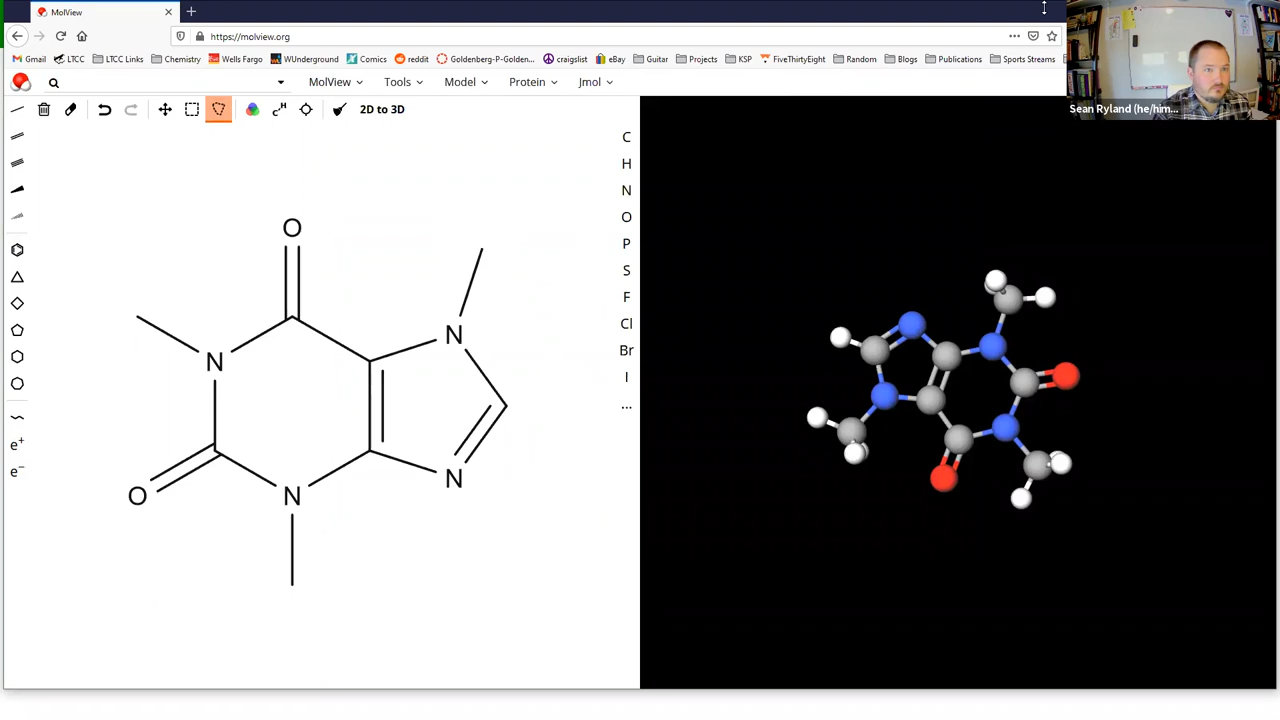 MolView
https://molview.org
Gmail LTCC LTCC Links Chemistry Wells Fargo WUnderground Comics reddit Goldenberg-P-Golden... craigslist eBay Guitar Projects KSP FiveThirtyEight Random Blogs Publications Sports Streams
Sean Ryland (he/him...
MolView Tools Model Protein Jmol
C H 2D to 3D
C
H
N
O
P
S
F
Cl
Br
I
...
e+
e-
O
N
N
O
N
N